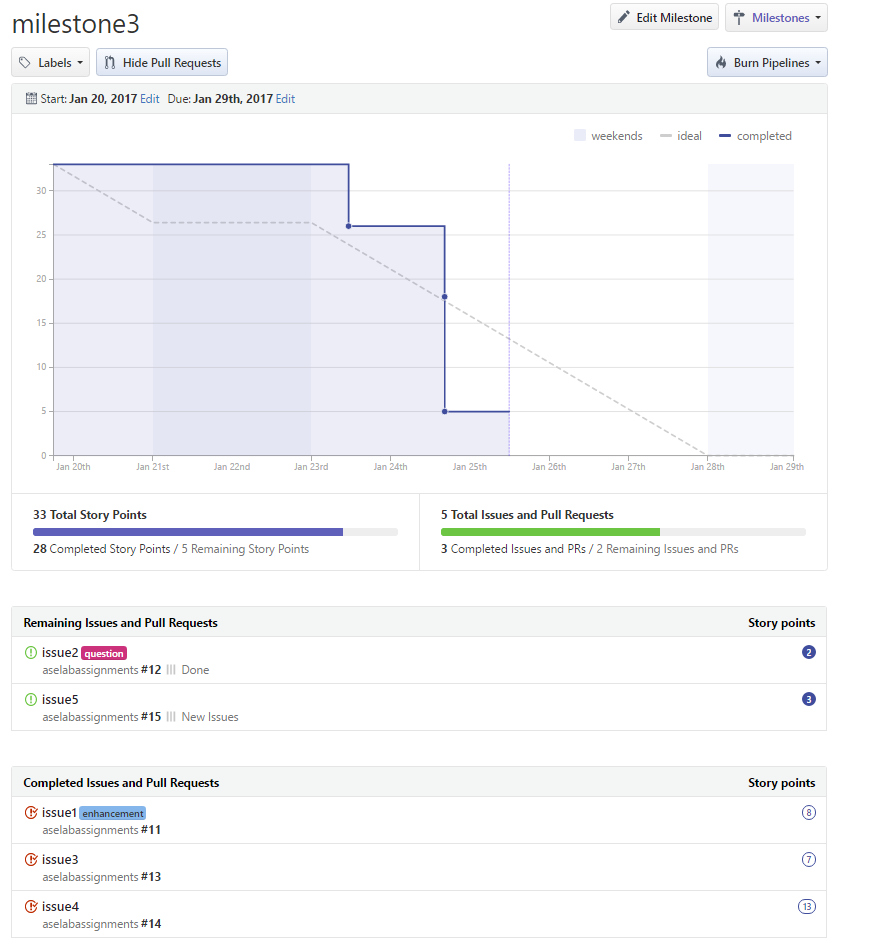 milestone3
Edit Milestone
Milestones
Labels
Hide Pull Requests
Burn Pipelines
Start: Jan 20, 2017 Edit Due: Jan 29th, 2017 Edit
weekends ideal completed
30
25
20
15
10
5
0
Jan 20th Jan 21st Jan 22nd Jan 23rd Jan 24th Jan 25th Jan 26th Jan 27th Jan 28th Jan 29th
33 Total Story Points
28 Completed Story Points / 5 Remaining Story Points
5 Total Issues and Pull Requests
3 Completed Issues and PRs / 2 Remaining Issues and PRs
Remaining Issues and Pull Requests Story points
issue2 question 2
aselabassignments #12 Done
issue5 3
aselabassignments #15 New Issues
Completed Issues and Pull Requests Story points
issue1 enhancement 8
aselabassignments #11
issue3 7
aselabassignments #13
issue4 13
aselabassignments #14